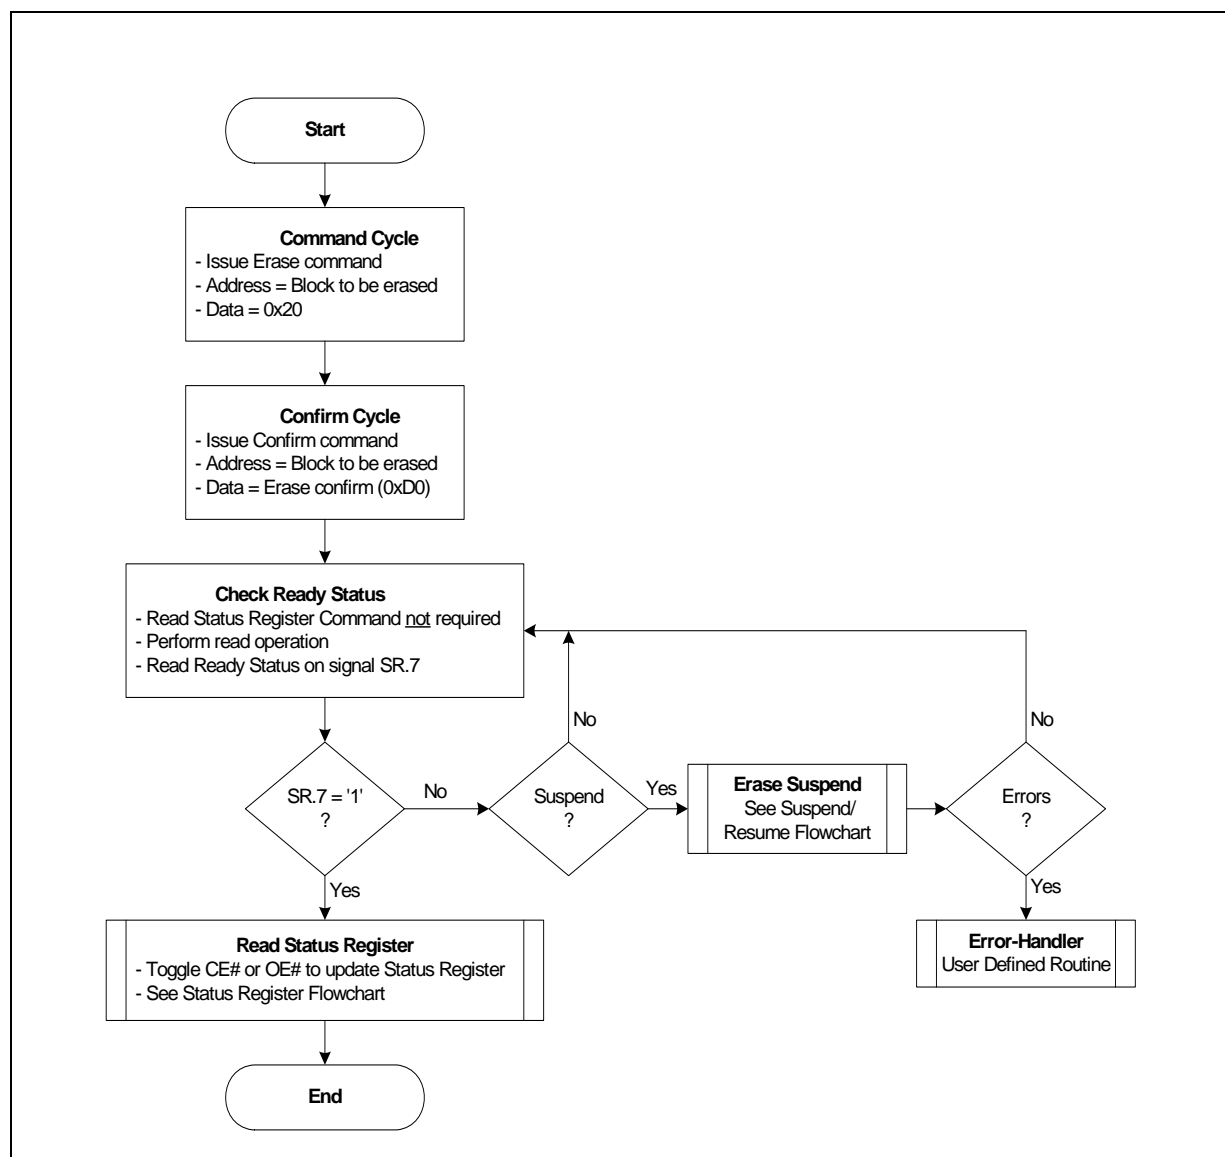 Start
Command Cycle
- Issue Erase command
- Address = Block to be erased
- Data = 0x20
Confirm Cycle
- Issue Confirm command
- Address = Block to be erased
- Data = Erase confirm (0xD0)
Check Ready Status
- Read Status Register Command not required
- Perform read operation
- Read Ready Status on signal SR.7
No
No
SR.7 = '1'
?
No
Suspend
?
Yes
Erase Suspend
See Suspend/
Resume Flowchart
Errors
?
Yes
Yes
Read Status Register
- Toggle CE# or OE# to update Status Register
- See Status Register Flowchart
Error-Handler
User Defined Routine
End